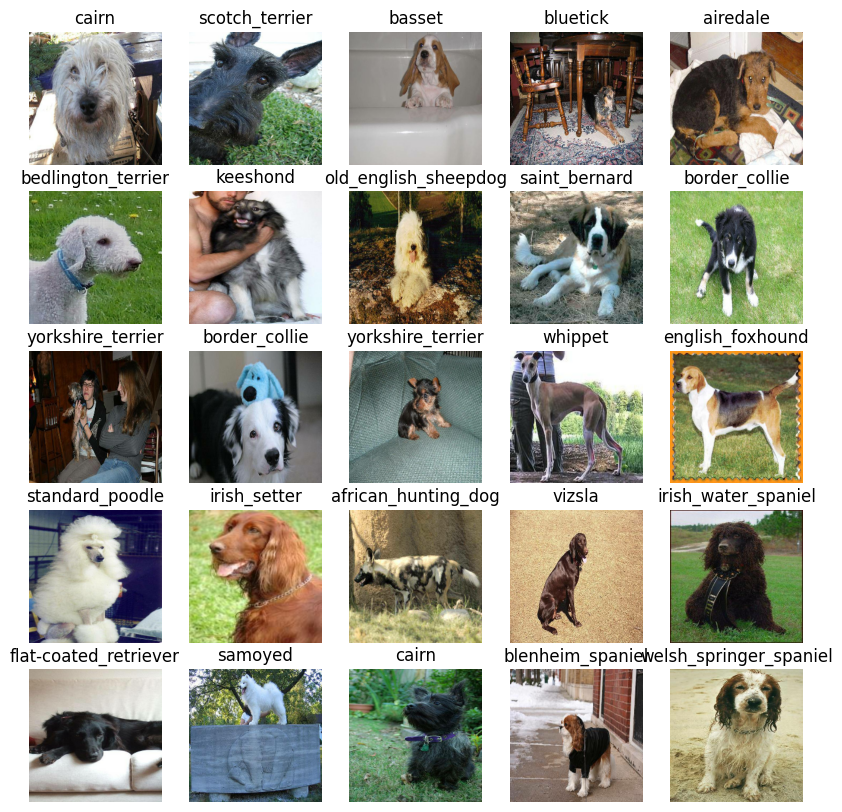 cairn
scotch_terrier
basset
bluetick
airedale
bedlington_terrier
keeshond
old_english_sheepdog
saint_bernard
border_collie
yorkshire_terrier
border_collie
yorkshire_terrier
whippet
english_foxhound
standard_poodle
irish_setter
african_hunting_dog
vizsla
irish_water_spaniel
flat-coated_retriever
samoyed
cairn
blenheim_spaniel
welsh_springer_spaniel